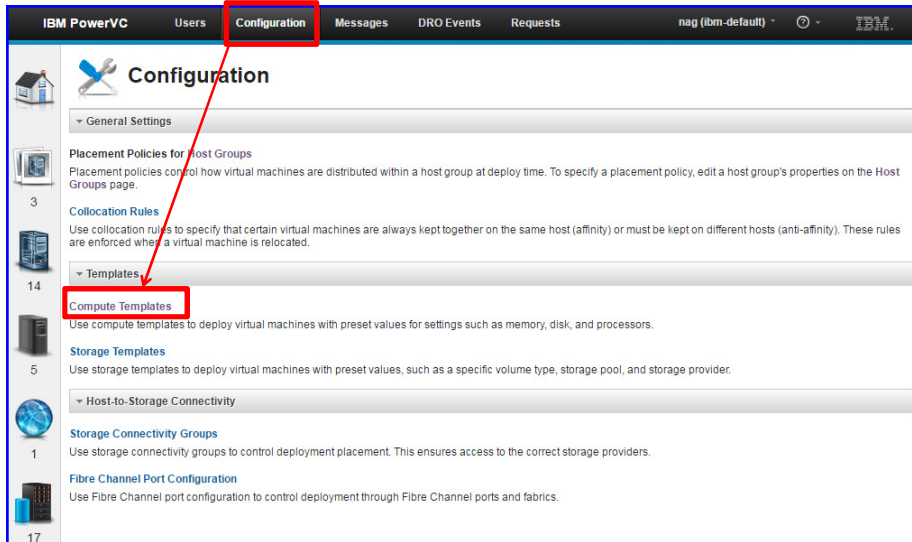 IBM PowerVC Users Configuration Messages DRO Events Requests nag (ibm-default) IBM.
Configuration
General Settings
Placement Policies for Host Groups
Placement policies control how virtual machines are distributed within a host group at deploy time. To specify a placement policy, edit a host group's properties on the Host
Groups page.
3
Collocation Rules
Use collocation rules to specify that certain virtual machines are always kept together on the same host (affinity) or must be kept on different hosts (anti-affinity). These rules
are enforced when a virtual machine is relocated.
Templates
14
Compute Templates
Use compute templates to deploy virtual machines with preset values for settings such as memory, disk, and processors.
Storage Templates
5
Use storage templates to deploy virtual machines with preset values, such as a specific volume type, storage pool, and storage provider.
Host-to-Storage Connectivity
Storage Connectivity Groups
1
Use storage connectivity groups to control deployment placement. This ensures access to the correct storage providers.
Fibre Channel Port Configuration
Use Fibre Channel port configuration to control deployment through Fibre Channel ports and fabrics.
17